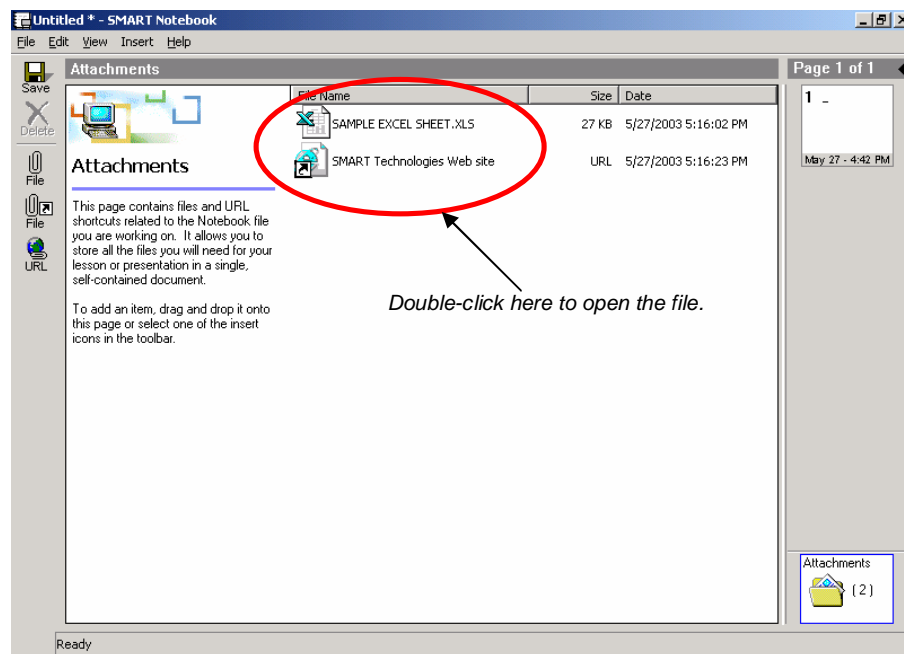 Untitled * - SMART Notebook
File Edit View Insert Help
Save
Delete
File
File
URL
Attachments
Attachments
This page contains files and URL
shortcuts related to the Notebook file
you are working on. It allows you to
store all the files you will need for your
lesson or presentation in a single,
self-contained document.
To add an item, drag and drop it onto
this page or select one of the insert
icons in the toolbar.
File Name Size Date
SAMPLE EXCEL SHEET.XLS 27 KB 5/27/2003 5:16:02 PM
SMART Technologies Web site URL 5/27/2003 5:16:23 PM
Double-click here to open the file.
Page 1 of 1
1
May 27 - 4:42 PM
Attachments
(2)
Ready